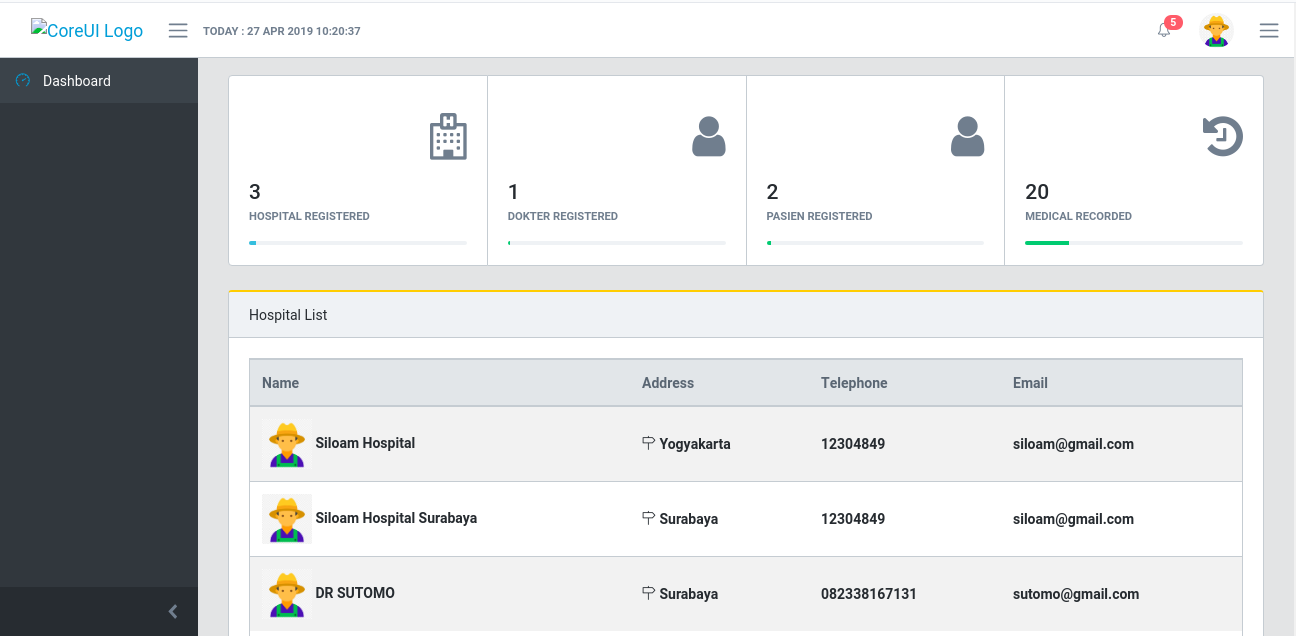 CoreUI Logo
TODAY : 27 APR 2019 10:20:37
5
Dashboard
3
HOSPITAL REGISTERED
1
DOKTER REGISTERED
2
PASIEN REGISTERED
20
MEDICAL RECORDED
Hospital List
Name Address Telephone Email
Siloam Hospital Yogyakarta 12304849 siloam@gmail.com
Siloam Hospital Surabaya Surabaya 12304849 siloam@gmail.com
DR SUTOMO Surabaya 082338167131 sutomo@gmail.com